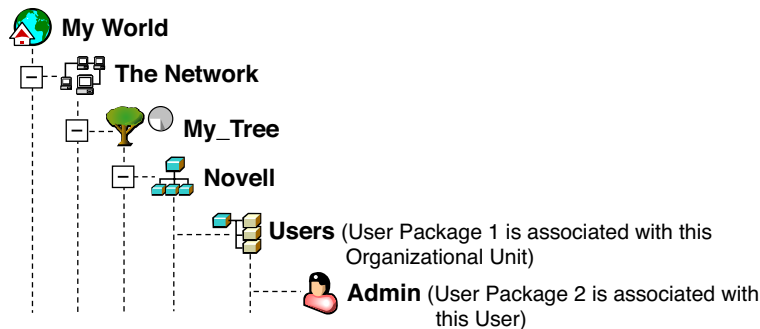 My World
The Network
My_Tree
Novell
Users (User Package 1 is associated with this
Organizational Unit)
Admin (User Package 2 is associated with
this User)